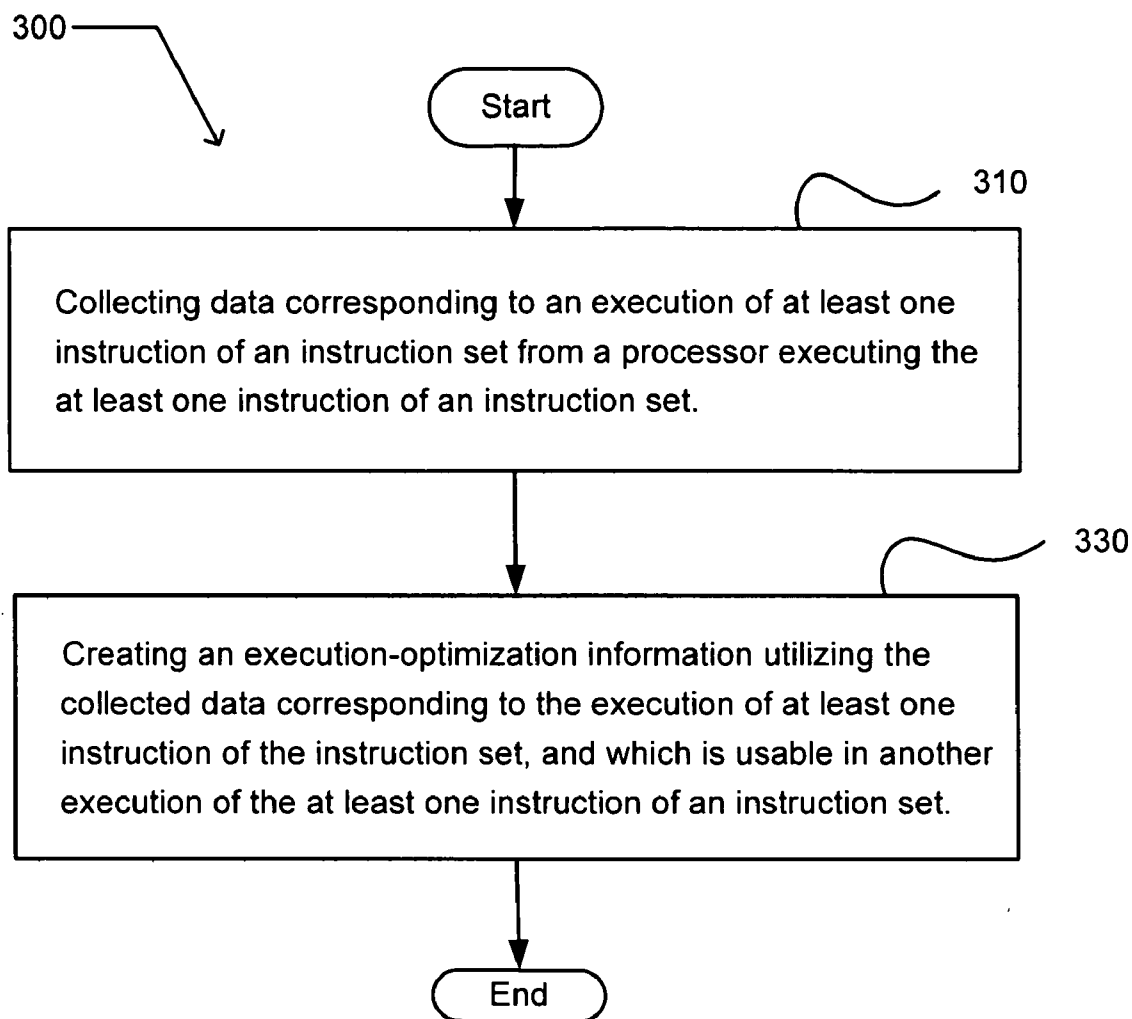 300
Start
310
Collecting data corresponding to an execution of at least one
instruction of an instruction set from a processor executing the
at least one instruction of an instruction set.
330
Creating an execution-optimization information utilizing the
collected data corresponding to the execution of at least one
instruction of the instruction set, and which is usable in another
execution of the at least one instruction of an instruction set.
End